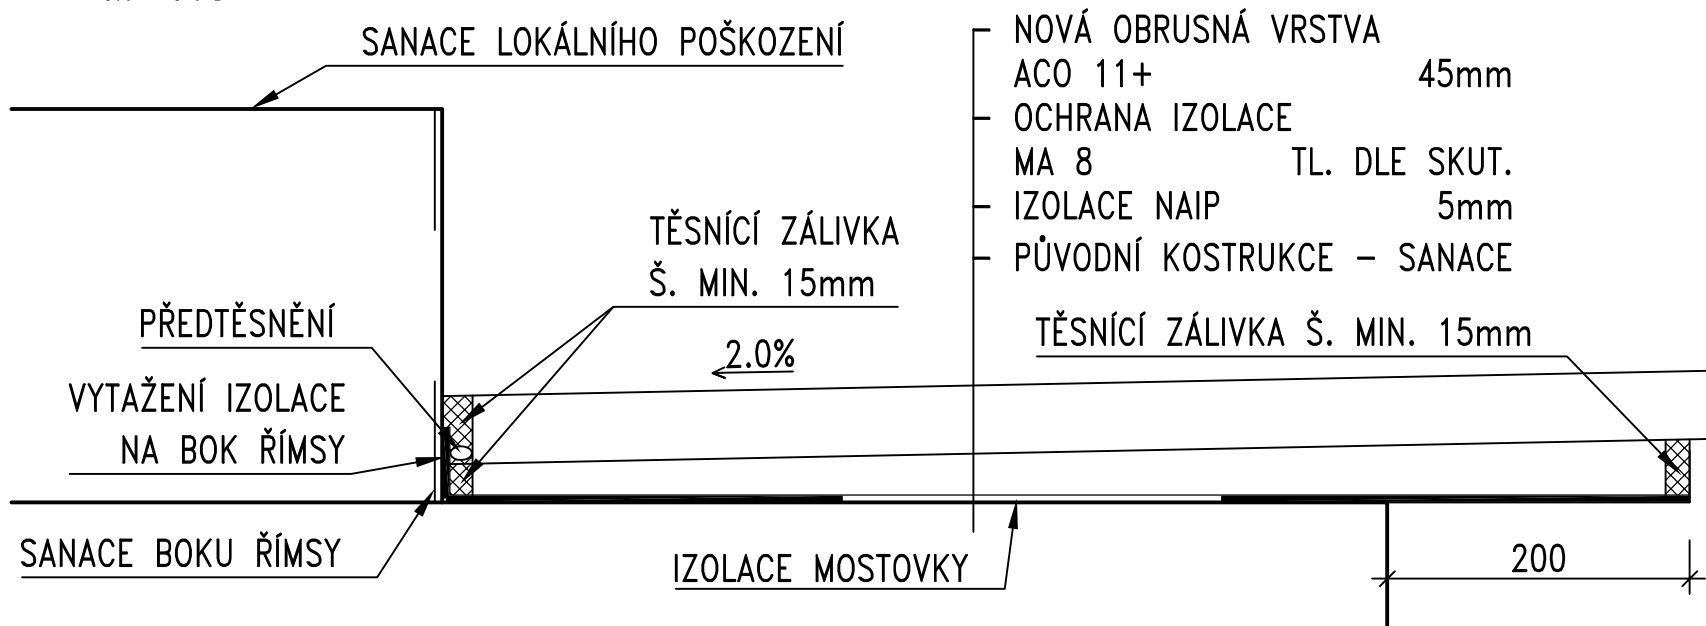 SANACE LOKÁLNÍHO POŠKOZENÍ
NOVÁ OBRUSNÁ VRSTVA
ACO 11+ 45mm
OCHRANA IZOLACE
MA 8 TL. DLE SKUT.
IZOLACE NAIP 5mm
PŮVODNÍ KOSTRUKCE – SANACE
TĚSNÍCÍ ZÁLIVKA
Š. MIN. 15mm
PŘEDTĚSNĚNÍ
2.0%
TĚSNÍCÍ ZÁLIVKA Š. MIN. 15mm
VYTAŽENÍ IZOLACE
NA BOK ŘÍMSY
SANACE BOKU ŘÍMSY
IZOLACE MOSTOVKY
200